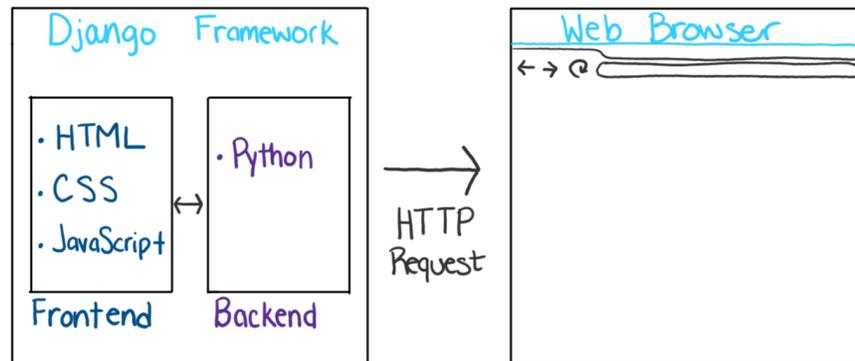 Django Framework
Web Browser
• HTML
• CSS
• JavaScript
• Python
Frontend
Backend
HTTP
Request